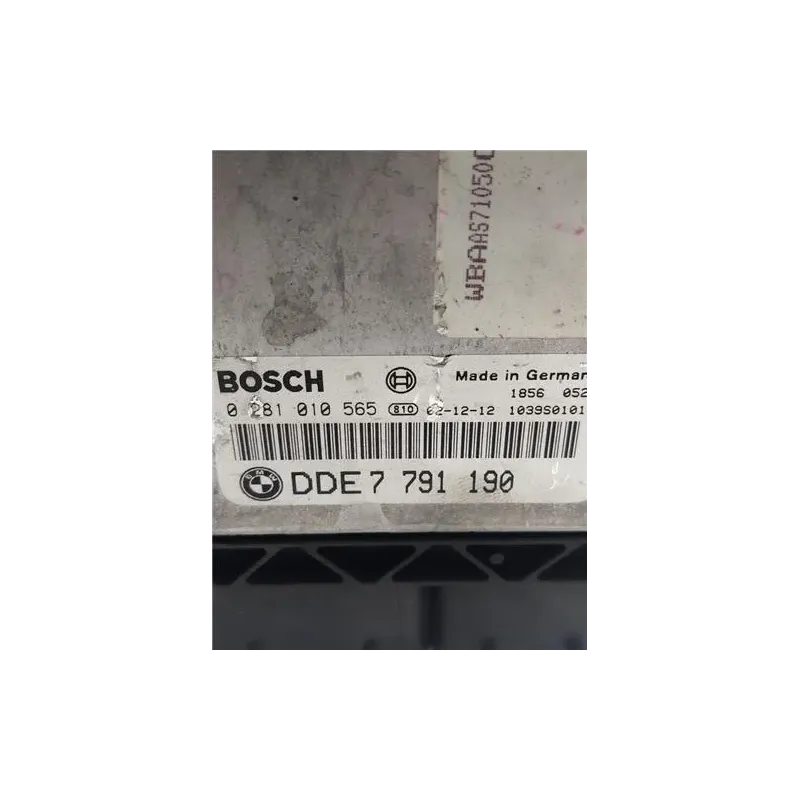 WBAAS71050C
BOSCH
Made in German
1856 052
0 281 010 565 810 02-12-12 1039S0101
BMW
DDE 7 791 190